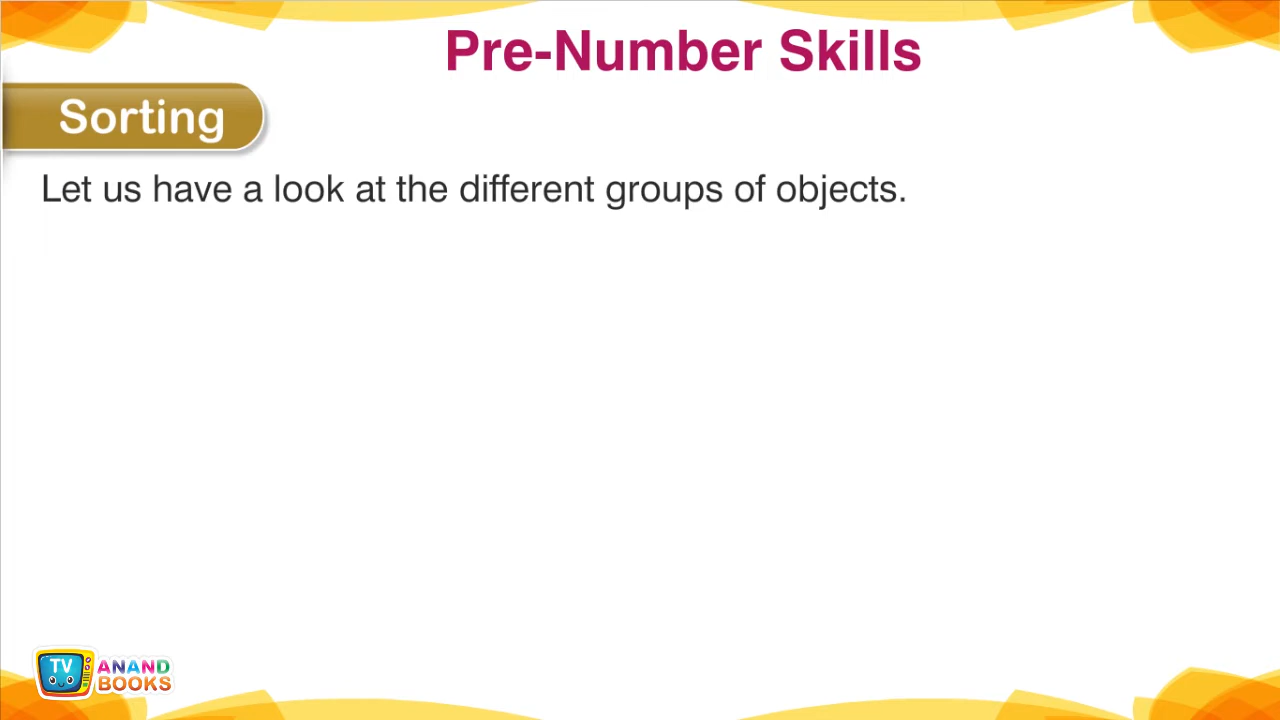 Pre-Number Skills
Sorting
Let us have a look at the different groups of objects.
TV
ANAND
BOOKS